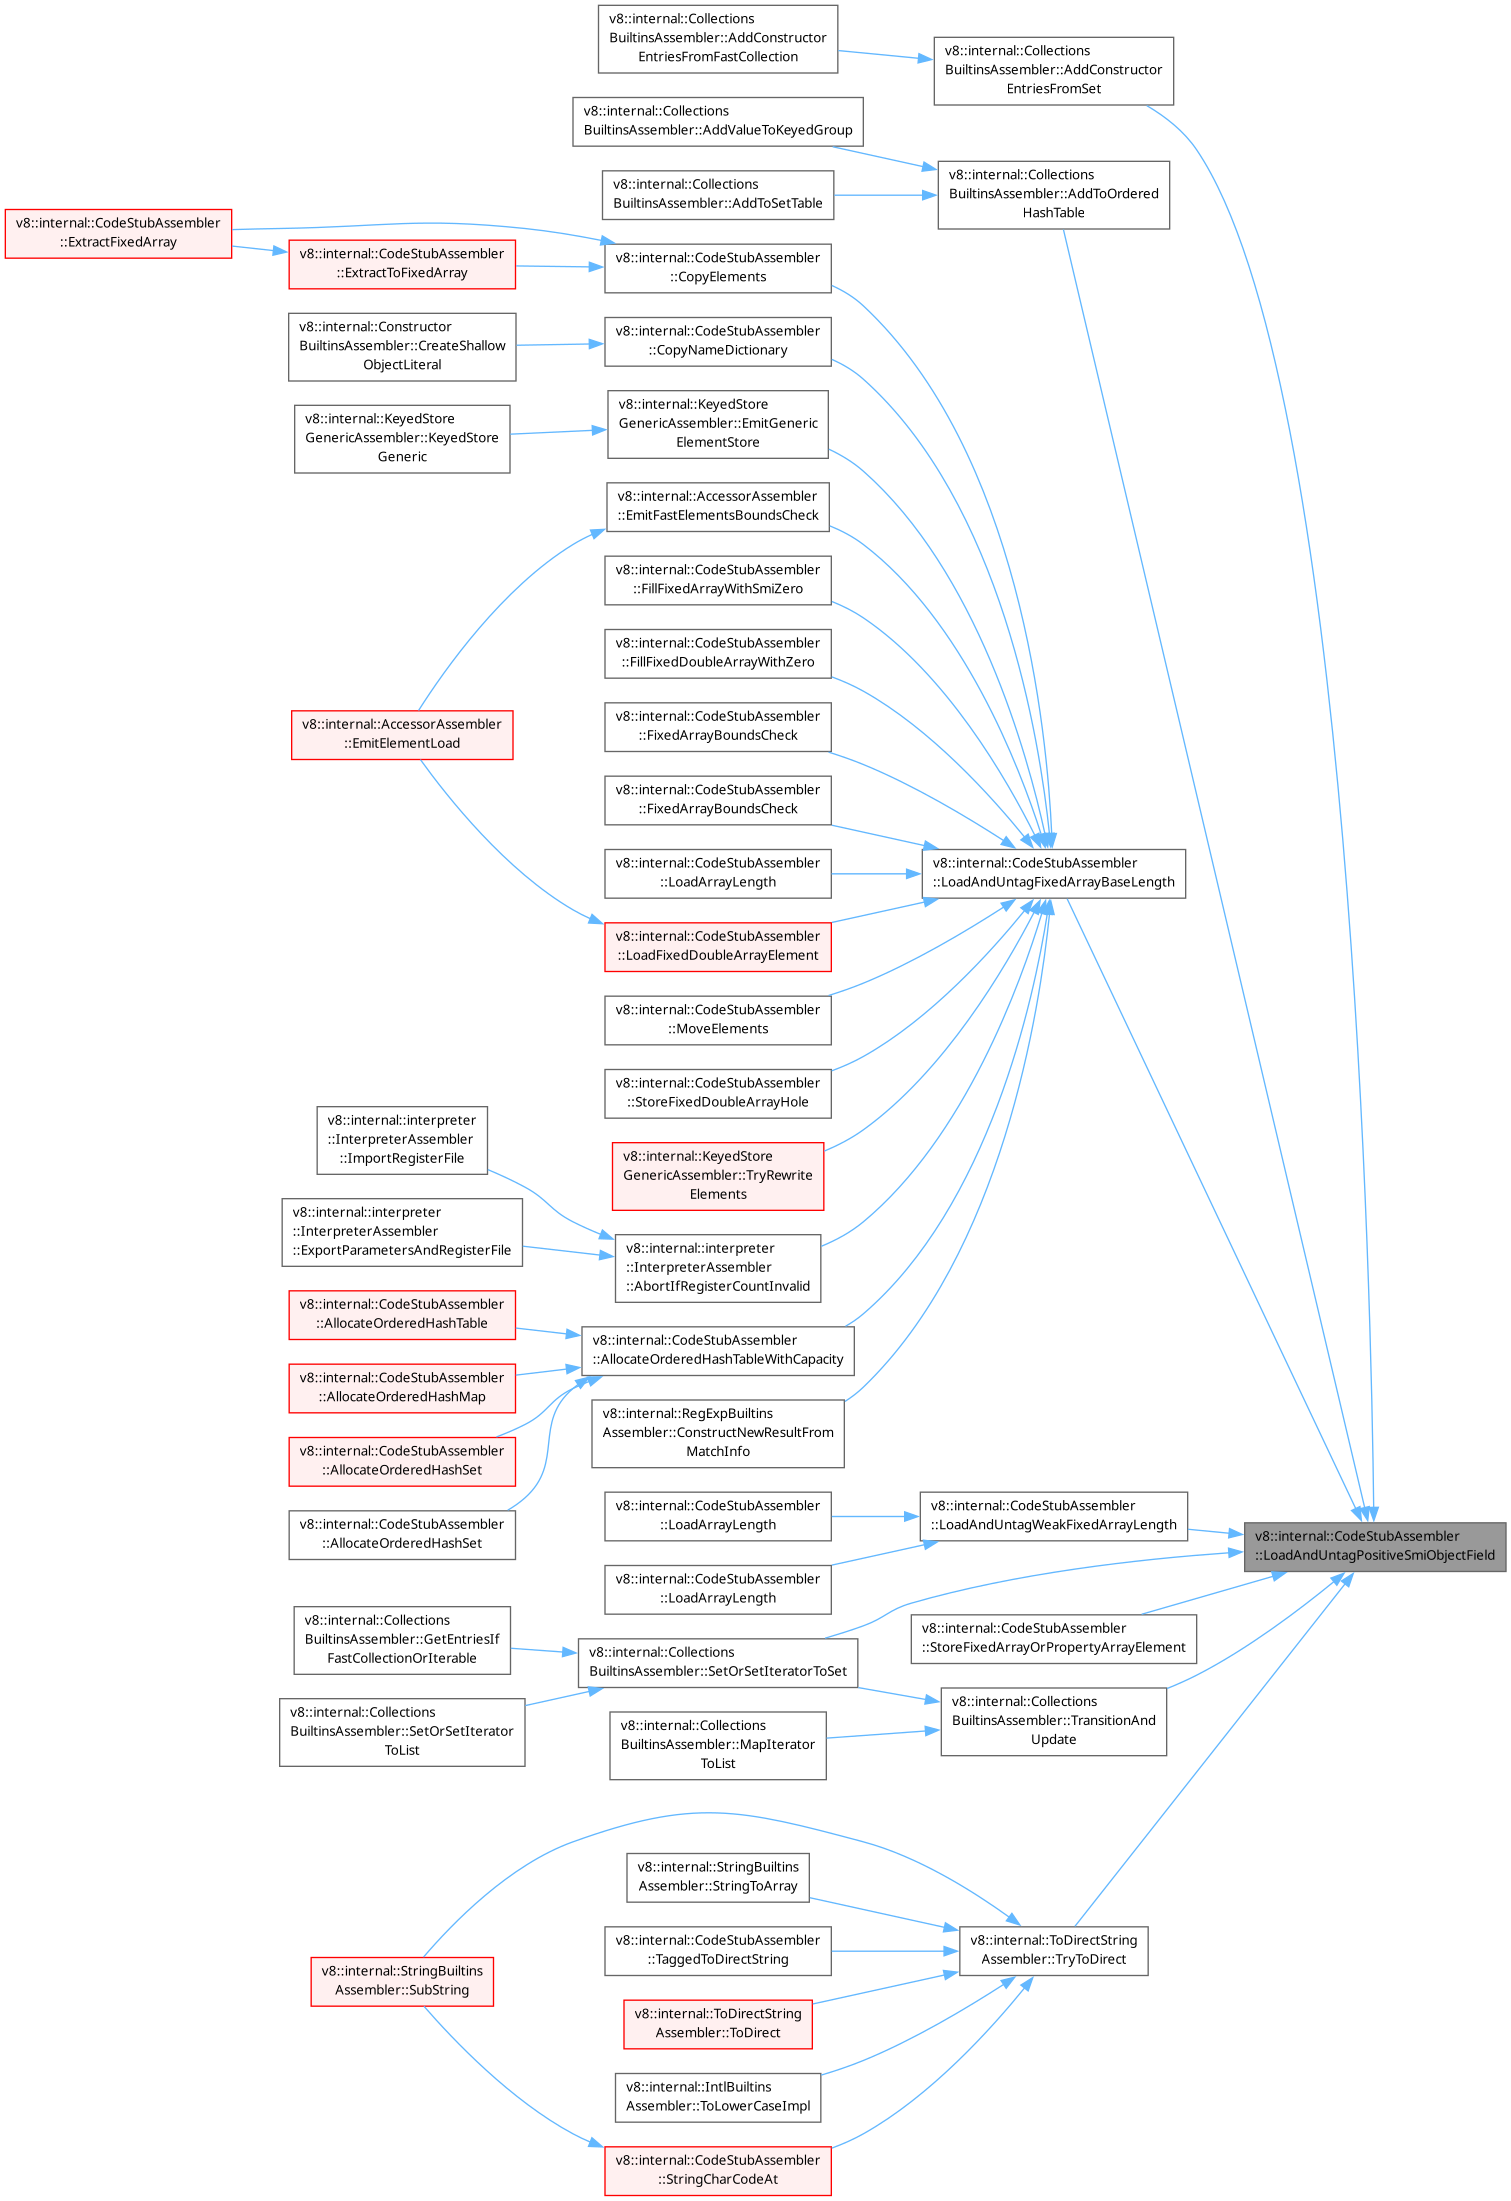 v8::internal::Collections
BuiltinsAssembler::AddConstructor
EntriesFromFastCollection
v8::internal::Collections
BuiltinsAssembler::AddConstructor
EntriesFromSet
v8::internal::Collections
BuiltinsAssembler::AddValueToKeyedGroup
v8::internal::Collections
BuiltinsAssembler::AddToSetTable
v8::internal::Collections
BuiltinsAssembler::AddToOrdered
HashTable
v8::internal::CodeStubAssembler
::ExtractFixedArray
v8::internal::CodeStubAssembler
::ExtractToFixedArray
v8::internal::CodeStubAssembler
::CopyElements
v8::internal::Constructor
BuiltinsAssembler::CreateShallow
ObjectLiteral
v8::internal::CodeStubAssembler
::CopyNameDictionary
v8::internal::KeyedStore
GenericAssembler::KeyedStore
Generic
v8::internal::KeyedStore
GenericAssembler::EmitGeneric
ElementStore
v8::internal::AccessorAssembler
::EmitFastElementsBoundsCheck
v8::internal::CodeStubAssembler
::FillFixedArrayWithSmiZero
v8::internal::CodeStubAssembler
::FillFixedDoubleArrayWithZero
v8::internal::AccessorAssembler
::EmitElementLoad
v8::internal::CodeStubAssembler
::FixedArrayBoundsCheck
v8::internal::CodeStubAssembler
::FixedArrayBoundsCheck
v8::internal::CodeStubAssembler
::LoadArrayLength
v8::internal::CodeStubAssembler
::LoadAndUntagFixedArrayBaseLength
v8::internal::CodeStubAssembler
::LoadFixedDoubleArrayElement
v8::internal::CodeStubAssembler
::MoveElements
v8::internal::CodeStubAssembler
::StoreFixedDoubleArrayHole
v8::internal::KeyedStore
GenericAssembler::TryRewrite
Elements
v8::internal::interpreter
::InterpreterAssembler
::ImportRegisterFile
v8::internal::interpreter
::InterpreterAssembler
::ExportParametersAndRegisterFile
v8::internal::interpreter
::InterpreterAssembler
::AbortIfRegisterCountInvalid
v8::internal::CodeStubAssembler
::AllocateOrderedHashTable
v8::internal::CodeStubAssembler
::AllocateOrderedHashTableWithCapacity
v8::internal::CodeStubAssembler
::AllocateOrderedHashMap
v8::internal::RegExpBuiltins
Assembler::ConstructNewResultFrom
MatchInfo
v8::internal::CodeStubAssembler
::AllocateOrderedHashSet
v8::internal::CodeStubAssembler
::AllocateOrderedHashSet
v8::internal::CodeStubAssembler
::LoadArrayLength
v8::internal::CodeStubAssembler
::LoadAndUntagWeakFixedArrayLength
v8::internal::CodeStubAssembler
::LoadAndUntagPositiveSmiObjectField
v8::internal::CodeStubAssembler
::LoadArrayLength
v8::internal::Collections
BuiltinsAssembler::GetEntriesIf
FastCollectionOrIterable
v8::internal::Collections
BuiltinsAssembler::SetOrSetIteratorToSet
v8::internal::CodeStubAssembler
::StoreFixedArrayOrPropertyArrayElement
v8::internal::Collections
BuiltinsAssembler::SetOrSetIterator
ToList
v8::internal::Collections
BuiltinsAssembler::MapIterator
ToList
v8::internal::Collections
BuiltinsAssembler::TransitionAnd
Update
v8::internal::StringBuiltins
Assembler::StringToArray
v8::internal::CodeStubAssembler
::TaggedToDirectString
v8::internal::ToDirectString
Assembler::TryToDirect
v8::internal::StringBuiltins
Assembler::SubString
v8::internal::ToDirectString
Assembler::ToDirect
v8::internal::IntlBuiltins
Assembler::ToLowerCaseImpl
v8::internal::CodeStubAssembler
::StringCharCodeAt